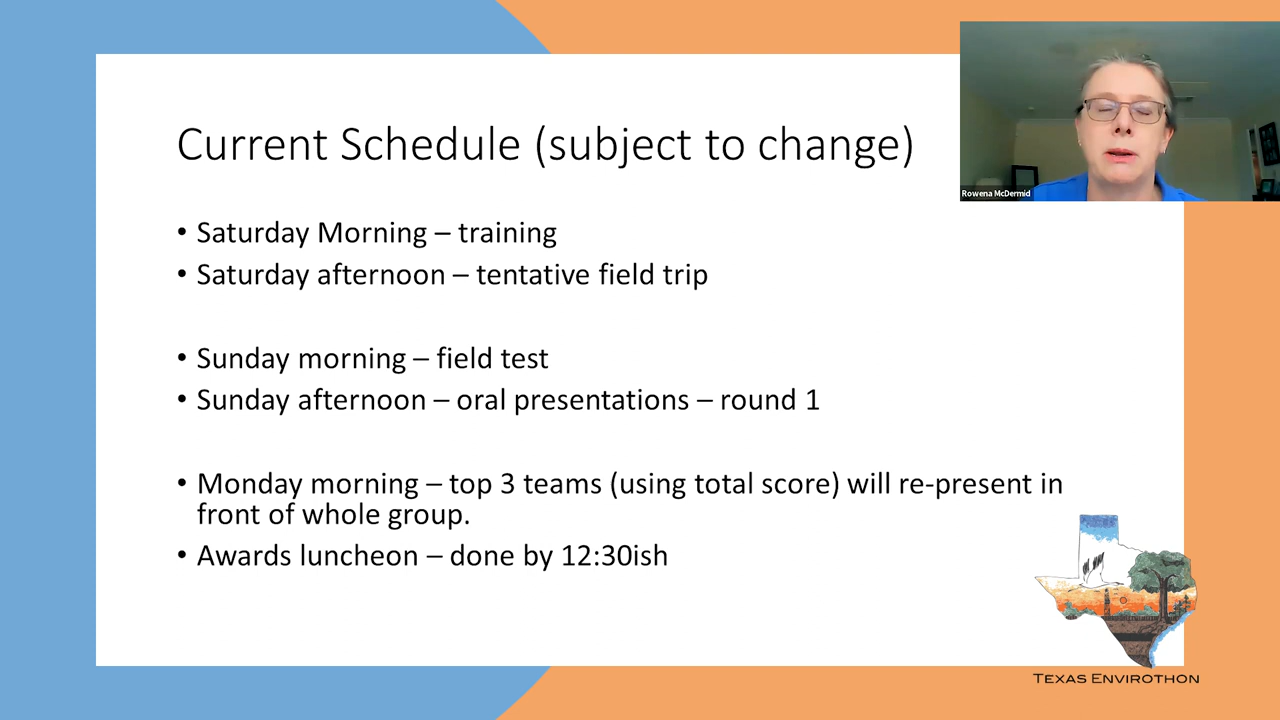 Current Schedule (subject to change)
Rowena McDermid
• Saturday Morning – training
• Saturday afternoon – tentative field trip
• Sunday morning – field test
• Sunday afternoon – oral presentations – round 1
• Monday morning – top 3 teams (using total score) will re-present in
front of whole group.
• Awards luncheon – done by 12:30ish
TEXAS ENVIROTHON